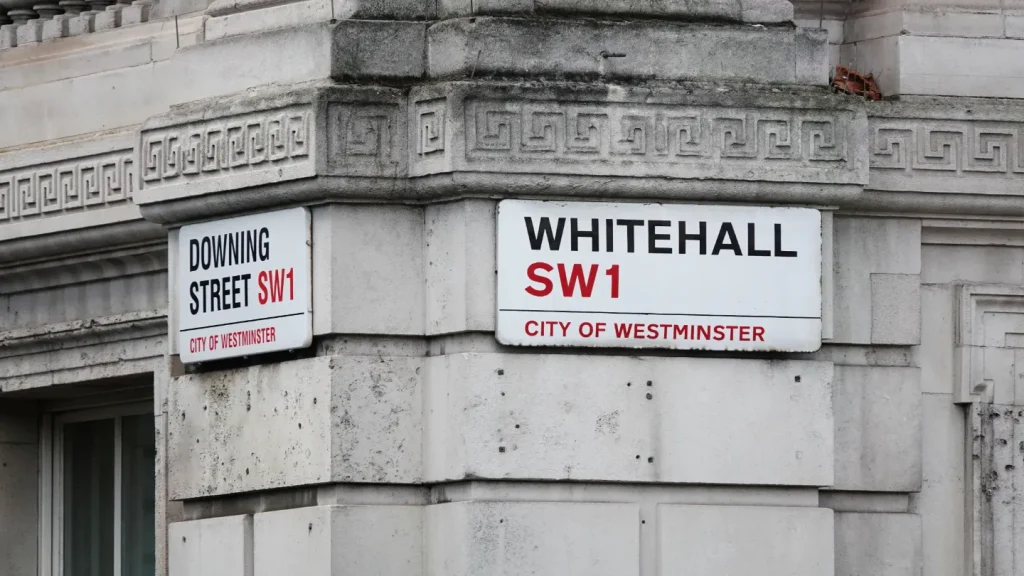 DOWNING
STREET SW1
CITY OF WESTMINSTER
WHITEHALL
SW1
CITY OF WESTMINSTER